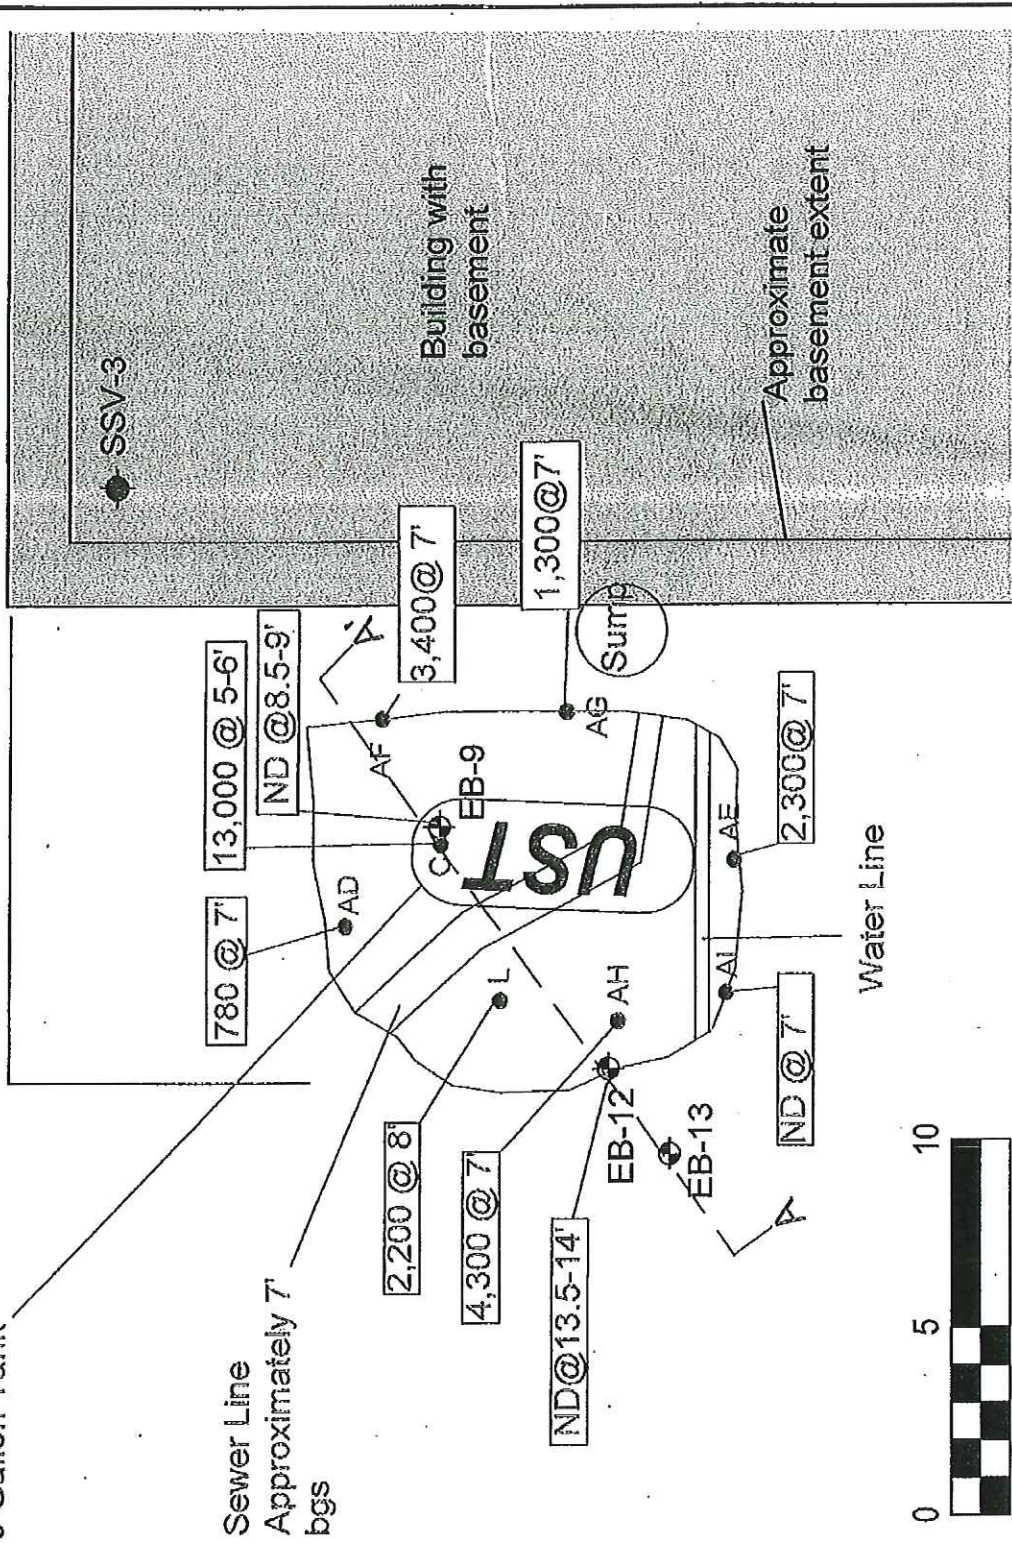 Gallon Tank
Sewer Line
Approximately 7'
bgs
780 @ 7'
13,000 @ 5-6'
ND @8.5-9'
SSV-3
A'
3,400@ 7'
Building with
basement
AD
AF
C
EB-9
UST
L
2,200 @ 8'
1,300@7'
AG
Sump
4,300 @ 7'
AH
ND@13.5-14'
EB-12
EB-13
AI
AE
ND @ 7'
2,300@ 7'
Approximate
basement extent
A
Water Line
0
5
10